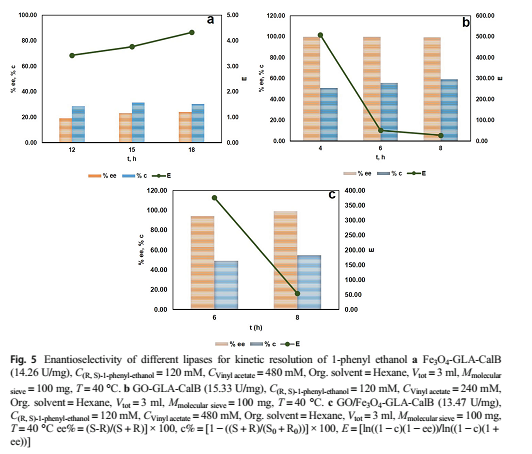 a
100.00
80.00
60.00
40.00
20.00
0.00
% ee, % c
5.00
4.00
3.00
2.00
1.00
0.00
E
12 15 18
t, h
% ee % c E
b
120.00
100.00
80.00
60.00
40.00
20.00
0.00
% ee, % c
600.00
500.00
400.00
300.00
200.00
100.00
0.00
E
4 6 8
t, h
% ee % c E
c
120.00
100.00
80.00
60.00
40.00
20.00
0.00
% ee, % c
400.00
350.00
300.00
250.00
200.00
150.00
100.00
50.00
0.00
E
6 8
t (h)
% ee % c E
Fig. 5 Enantioselectivity of different lipases for kinetic resolution of 1-phenyl ethanol a Fe₃O₄-GLA-CalB
(14.26 U/mg), C(R, S)-1-phenyl-ethanol = 120 mM, CVinyl acetate = 480 mM, Org. solvent = Hexane, Vtot = 3 ml, Mmolecular
sieve = 100 mg, T = 40 °C. b GO-GLA-CalB (15.33 U/mg), C(R, S)-1-phenyl-ethanol = 120 mM, CVinyl acetate = 240 mM,
Org. solvent = Hexane, Vtot = 3 ml, Mmolecular sieve = 100 mg, T = 40 °C. c GO/Fe₃O₄-GLA-CalB (13.47 U/mg),
C(R, S)-1-phenyl-ethanol = 120 mM, CVinyl acetate = 480 mM, Org. solvent = Hexane, Vtot = 3 ml, Mmolecular sieve = 100 mg,
T = 40 °C ee% = (S-R)/(S + R)] × 100, c% = [1 − ((S + R)/(S₀ + R₀))] × 100, E = [ln((1 − c)(1 − ee))/ln((1 − c)(1 +
ee))]